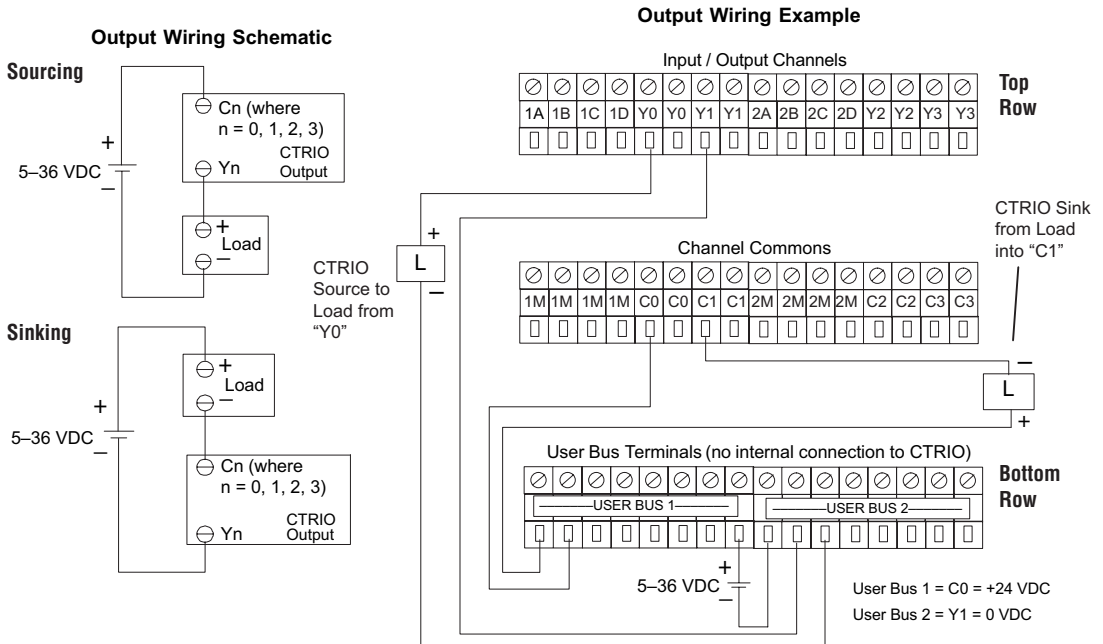 Output Wiring Schematic
Sourcing
Cn (where
n = 0, 1, 2, 3)
CTRIO
Output
Yn
+
5–36 VDC
–
+
Load
–
Sinking
+
Load
–
+
5–36 VDC
–
Cn (where
n = 0, 1, 2, 3)
CTRIO
Output
Yn
Output Wiring Example
Input / Output Channels
Top
Row
1A 1B 1C 1D Y0 Y0 Y1 Y1 2A 2B 2C 2D Y2 Y2 Y3 Y3
+
L
–
CTRIO
Source to
Load from
“Y0”
CTRIO Sink
from Load
into “C1”
Channel Commons
1M 1M 1M 1M C0 C0 C1 C1 2M 2M 2M 2M C2 C2 C3 C3
–
L
+
User Bus Terminals (no internal connection to CTRIO)
Bottom
Row
USER BUS 1
USER BUS 2
+
5–36 VDC
–
User Bus 1 = C0 = +24 VDC
User Bus 2 = Y1 = 0 VDC